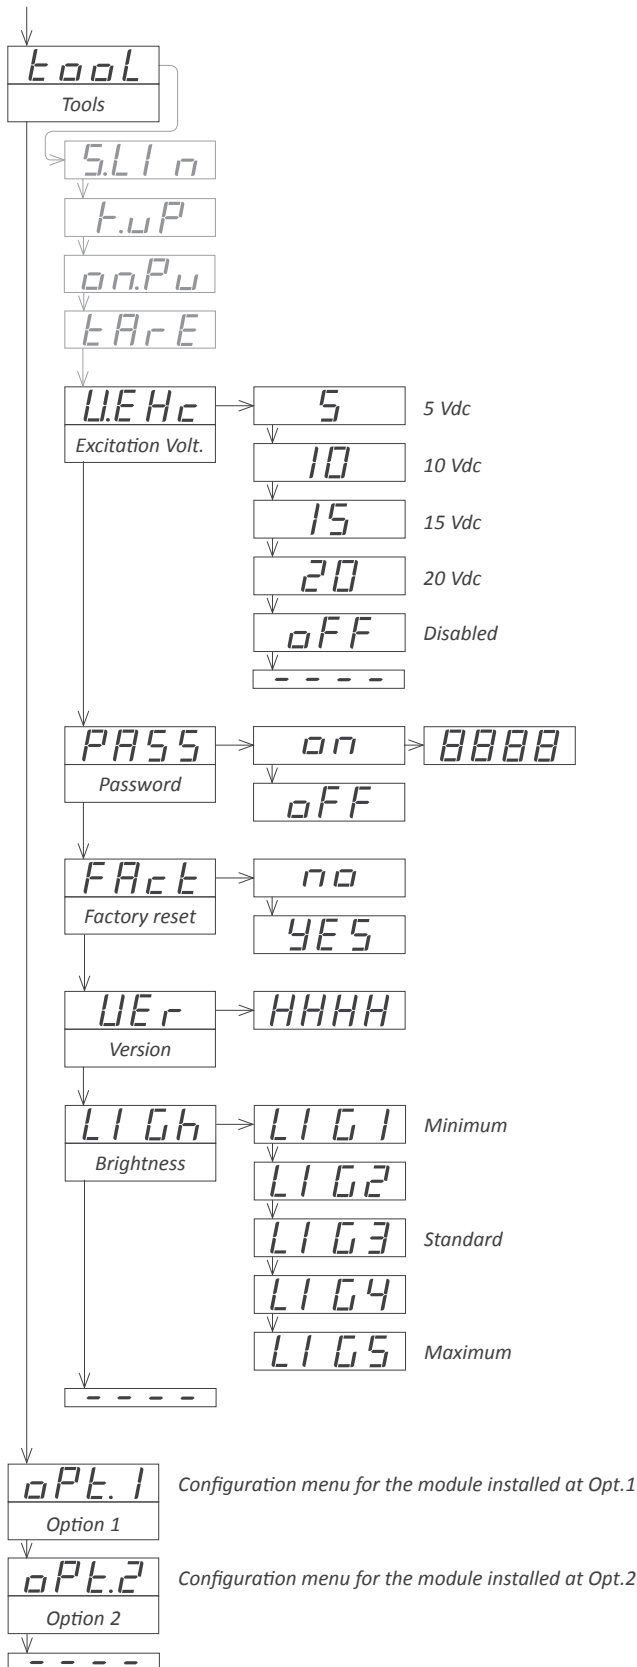 tooL
Tools
S.LIn
t.uP
on.Pu
tArE
V.EHc
Excitation Volt.
5
5 Vdc
10
10 Vdc
15
15 Vdc
20
20 Vdc
oFF
Disabled
- - - -
PASS
Password
on
8888
oFF
FAct
Factory reset
no
YES
VEr
Version
HHHH
LIGh
Brightness
LIG1
Minimum
LIG2
LIG3
Standard
LIG4
LIG5
Maximum
- - - -
oPt.1
Option 1
Configuration menu for the module installed at Opt.1
oPt.2
Option 2
Configuration menu for the module installed at Opt.2
- - - -